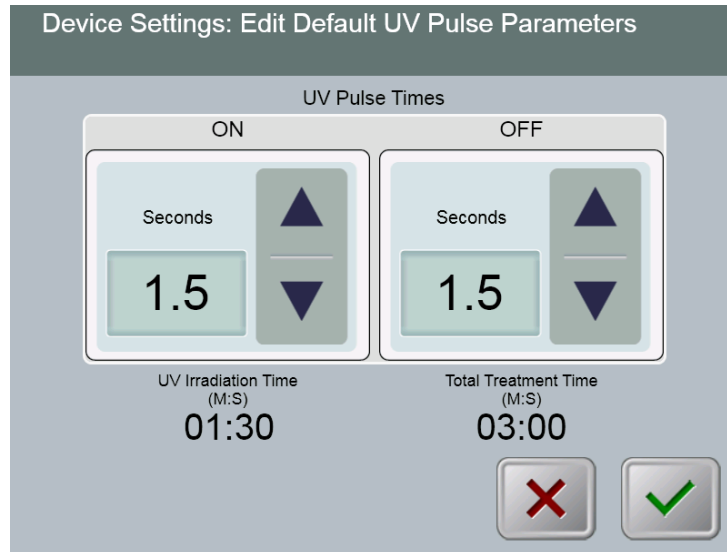 Device Settings: Edit Default UV Pulse Parameters
UV Pulse Times
ON
OFF
Seconds
1.5
Seconds
1.5
UV Irradiation Time
(M:S)
01:30
Total Treatment Time
(M:S)
03:00